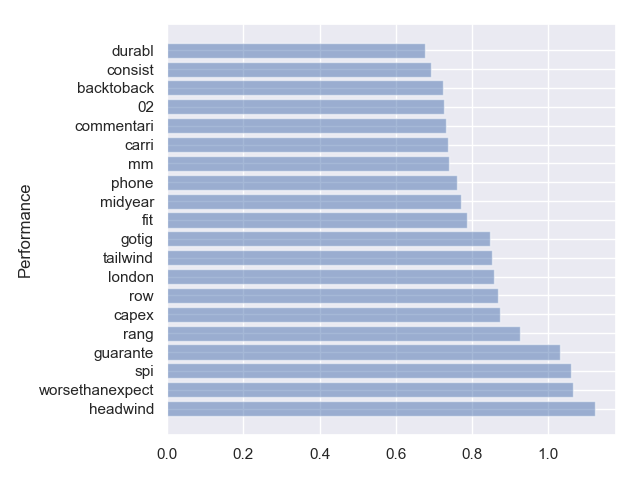 Performance
durabl
consist
backtoback
02
commentari
carri
mm
phone
midyear
fit
gotig
tailwind
london
row
capex
rang
guarante
spi
worsethanexpect
headwind
0.0 0.2 0.4 0.6 0.8 1.0